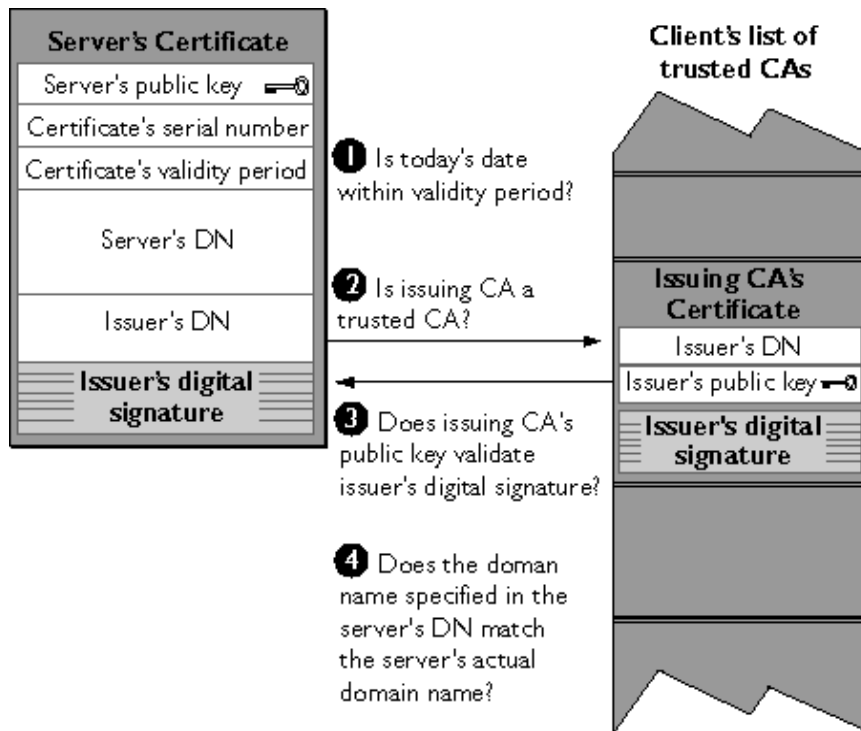 Server's Certificate
Server's public key
Certificate's serial number
Certificate's validity period
Server's DN
Issuer's DN
Issuer's digital
signature
1 Is today's date
within validity period?
2 Is issuing CA a
trusted CA?
3 Does issuing CA's
public key validate
issuer's digital signature?
4 Does the doman
name specified in the
server's DN match
the server's actual
domain name?
Client's list of
trusted CAs
Issuing CA's
Certificate
Issuer's DN
Issuer's public key
Issuer's digital
signature